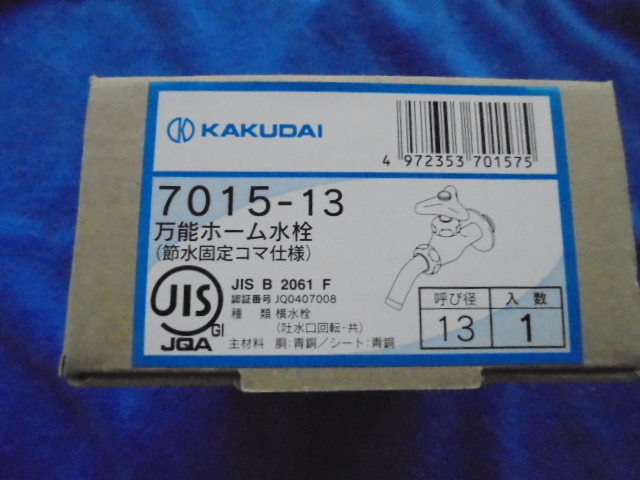 KAKUDAI
4 972353 701575
7015-13
万能ホーム水栓
(節水固定コマ仕様)
JIS
GI
JQA
JIS B 2061 F
認証番号 JQ0407008
種 類 横水栓
(吐水口回転・共)
主材料 胴:青銅/シート:青銅
呼び径 入 数
13 1